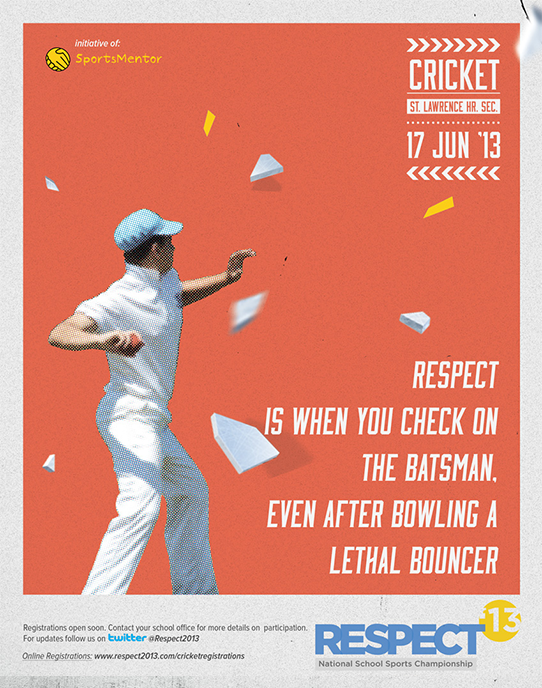 initiative of:
SportsMentor
CRICKET
ST. LAWRENCE HR. SEC.
17 JUN '13
RESPECT
IS WHEN YOU CHECK ON
THE BATSMAN,
EVEN AFTER BOWLING A
LETHAL BOUNCER
Registrations open soon. Contact your school office for more details on participation.
For updates follow us on twitter @Respect2013
Online Registrations: www.respect2013.com/cricketregistrations
RESPECT '13
National School Sports Championship